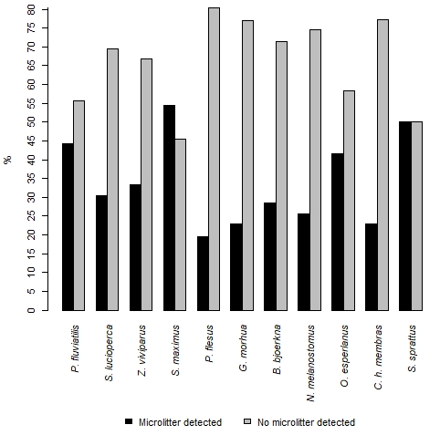 80
75
70
65
60
55
50
45
40
35
30
25
20
15
10
5
0
%
P. fluviatilis
S. lucioperca
Z. viviparus
S. maximus
P. flesus
G. morhua
B. bjoerkna
N. melanostomus
O. esperlanus
C. h. membras
S. sprattus
Microlitter detected
No microlitter detected